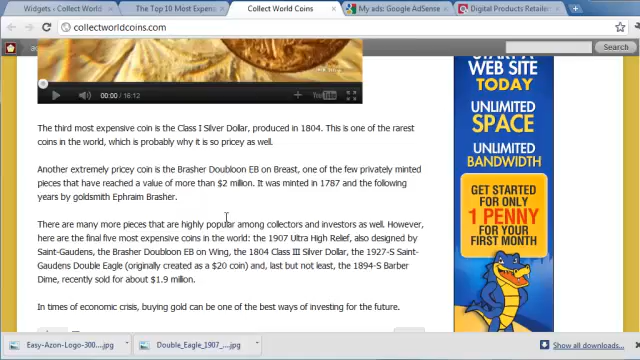 Widgets ‹ Collect World
The Top 10 Most Expens
Collect World Coins
My ads: Google AdSense
Digital Products Retailer
collectworldcoins.com
Search
00:00 / 16:12
YouTube
START A
WEB SITE
TODAY
UNLIMITED
SPACE
UNLIMITED
BANDWIDTH
GET STARTED
FOR ONLY
1 PENNY
FOR YOUR
FIRST MONTH
The third most expensive coin is the Class I Silver Dollar, produced in 1804. This is one of the rarest
coins in the world, which is probably why it is so pricey as well.
Another extremely pricey coin is the Brasher Doubloon EB on Breast, one of the few privately minted
pieces that have reached a value of more than $2 million. It was minted in 1787 and the following
years by goldsmith Ephraim Brasher.
There are many more pieces that are highly popular among collectors and investors as well. However,
here are the final five most expensive coins in the world: the 1907 Ultra High Relief, also designed by
Saint-Gaudens, the Brasher Doubloon EB on Wing, the 1804 Class III Silver Dollar, the 1927-S Saint-
Gaudens Double Eagle (originally created as a $20 coin) and, last but not least, the 1894-S Barber
Dime, recently sold for about $1.9 million.
In times of economic crisis, buying gold can be one of the best ways of investing for the future.
Easy-Azon-Logo-300....jpg
Double_Eagle_1907_....jpg
Show all downloads...